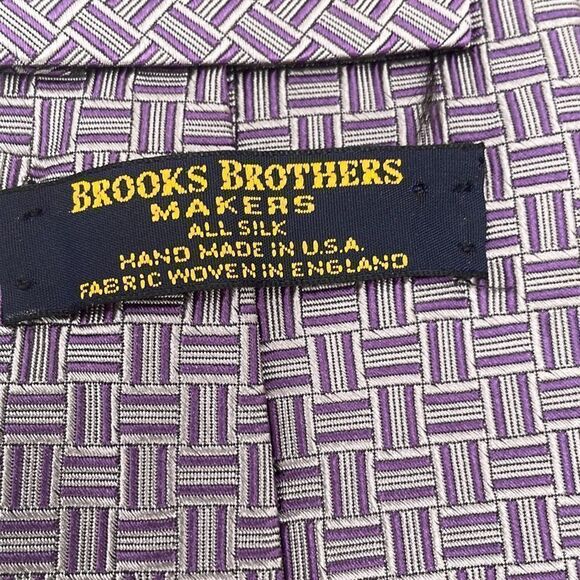 BROOKS BROTHERS
MAKERS
ALL SILK
HAND MADE IN U.S.A.
FABRIC WOVEN IN ENGLAND